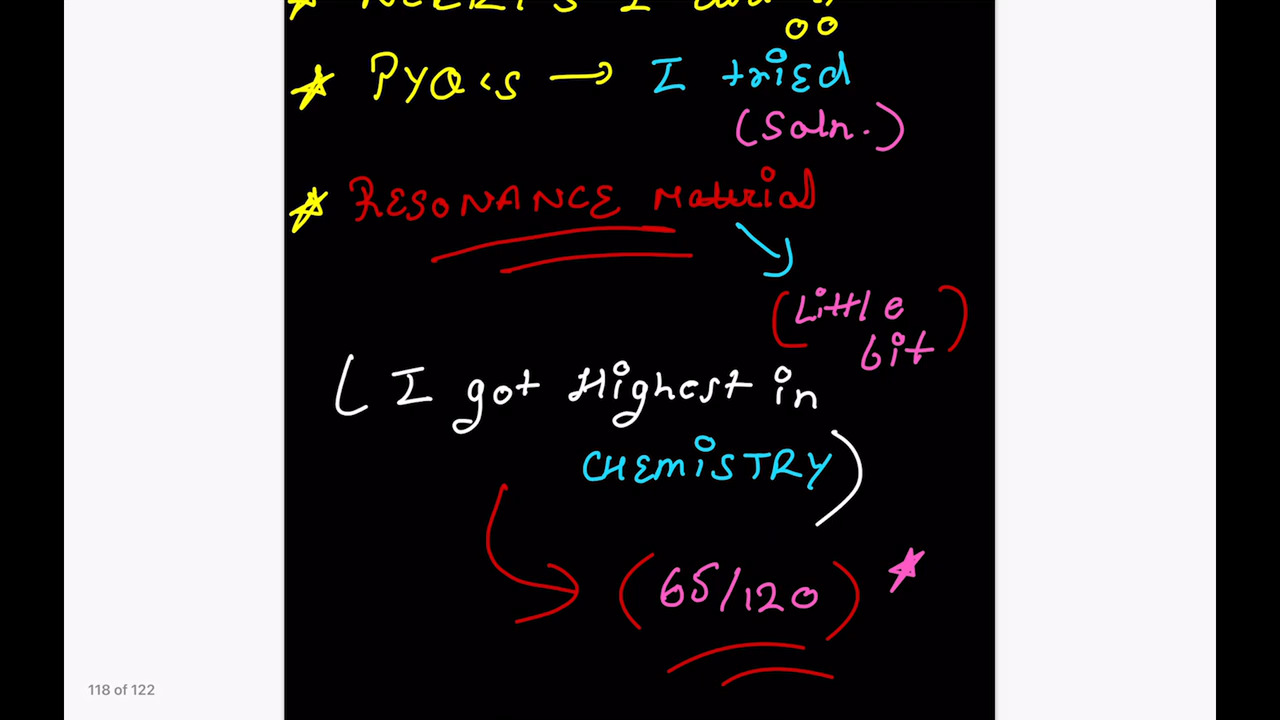 I
PYQ's → I tried
(Soln.)
RESONANCE Material
(Little
bit)
( I got Highest in
CHEMISTRY)
(65/120)
118 of 122